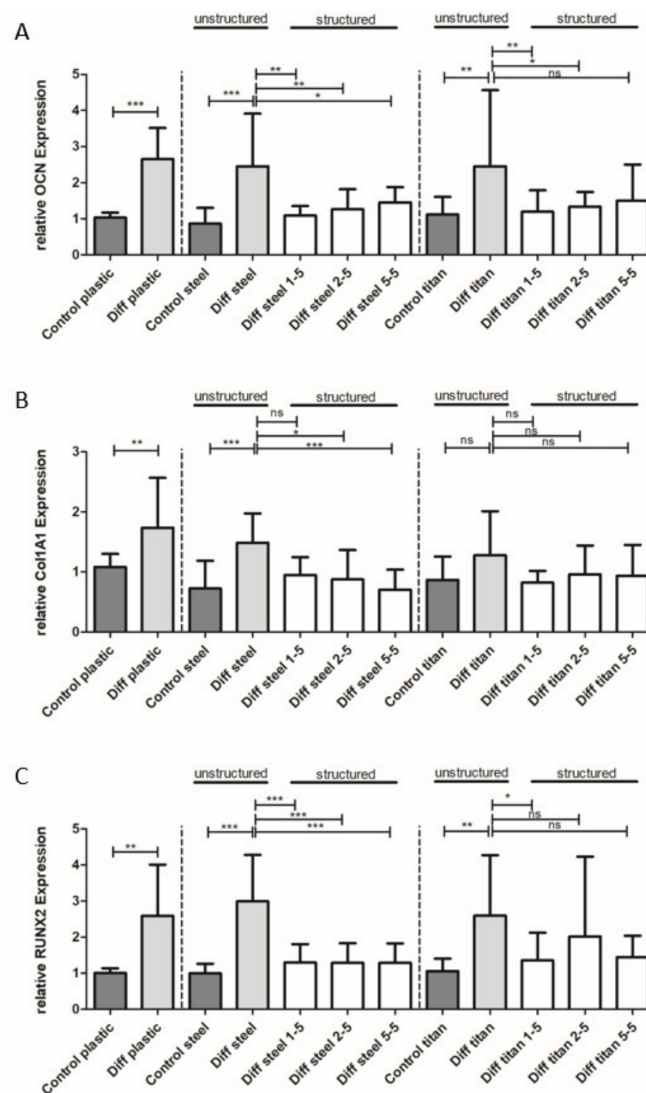 A
unstructured structured unstructured structured
** **
** *
*** *** * ** ns
relative OCN Expression
5
4
3
2
1
0
Control plastic
Diff plastic
Control steel
Diff steel
Diff steel 1-5
Diff steel 2-5
Diff steel 5-5
Control titan
Diff titan
Diff titan 1-5
Diff titan 2-5
Diff titan 5-5
B
unstructured structured unstructured structured
ns ns
* ns
** *** *** ns ns
relative Col1A1 Expression
3
2
1
0
Control plastic
Diff plastic
Control steel
Diff steel
Diff steel 1-5
Diff steel 2-5
Diff steel 5-5
Control titan
Diff titan
Diff titan 1-5
Diff titan 2-5
Diff titan 5-5
C
unstructured structured unstructured structured
*** *
*** ns
** *** *** ** ns
relative RUNX2 Expression
5
4
3
2
1
0
Control plastic
Diff plastic
Control steel
Diff steel
Diff steel 1-5
Diff steel 2-5
Diff steel 5-5
Control titan
Diff titan
Diff titan 1-5
Diff titan 2-5
Diff titan 5-5